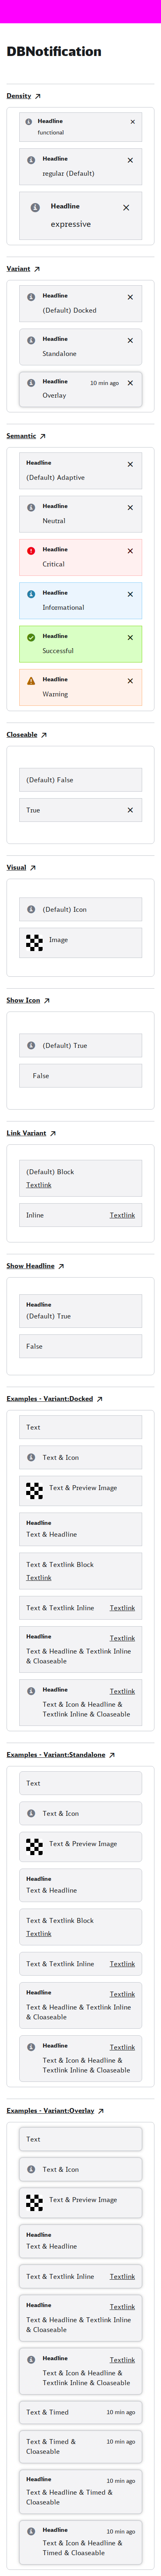 DBNotification
Density
Headline
functional
Headline
regular (Default)
Headline
expressive
Variant
Headline
(Default) Docked
Headline
Standalone
Headline 10 min ago
Overlay
Semantic
Headline
(Default) Adaptive
Headline
Neutral
Headline
Critical
Headline
Informational
Headline
Successful
Headline
Warning
Closeable
(Default) False
True
Visual
(Default) Icon
Image
Show Icon
(Default) True
False
Link Variant
(Default) Block
Textlink
Inline Textlink
Show Headline
Headline
(Default) True
False
Examples - Variant:Docked
Text
Text & Icon
Text & Preview Image
Headline
Text & Headline
Text & Textlink Block
Textlink
Text & Textlink Inline Textlink
Headline Textlink
Text & Headline & Textlink Inline
& Cloaseable
Headline Textlink
Text & Icon & Headline &
Textlink Inline & Cloaseable
Examples - Variant:Standalone
Text
Text & Icon
Text & Preview Image
Headline
Text & Headline
Text & Textlink Block
Textlink
Text & Textlink Inline Textlink
Headline Textlink
Text & Headline & Textlink Inline
& Cloaseable
Headline Textlink
Text & Icon & Headline &
Textlink Inline & Cloaseable
Examples - Variant:Overlay
Text
Text & Icon
Text & Preview Image
Headline
Text & Headline
Text & Textlink Inline Textlink
Headline Textlink
Text & Headline & Textlink Inline
& Cloaseable
Headline Textlink
Text & Icon & Headline &
Textlink Inline & Cloaseable
Text & Timed 10 min ago
Text & Timed & 10 min ago
Cloaseable
Headline 10 min ago
Text & Headline & Timed &
Cloaseable
Headline 10 min ago
Text & Icon & Headline &
Timed & Cloaseable